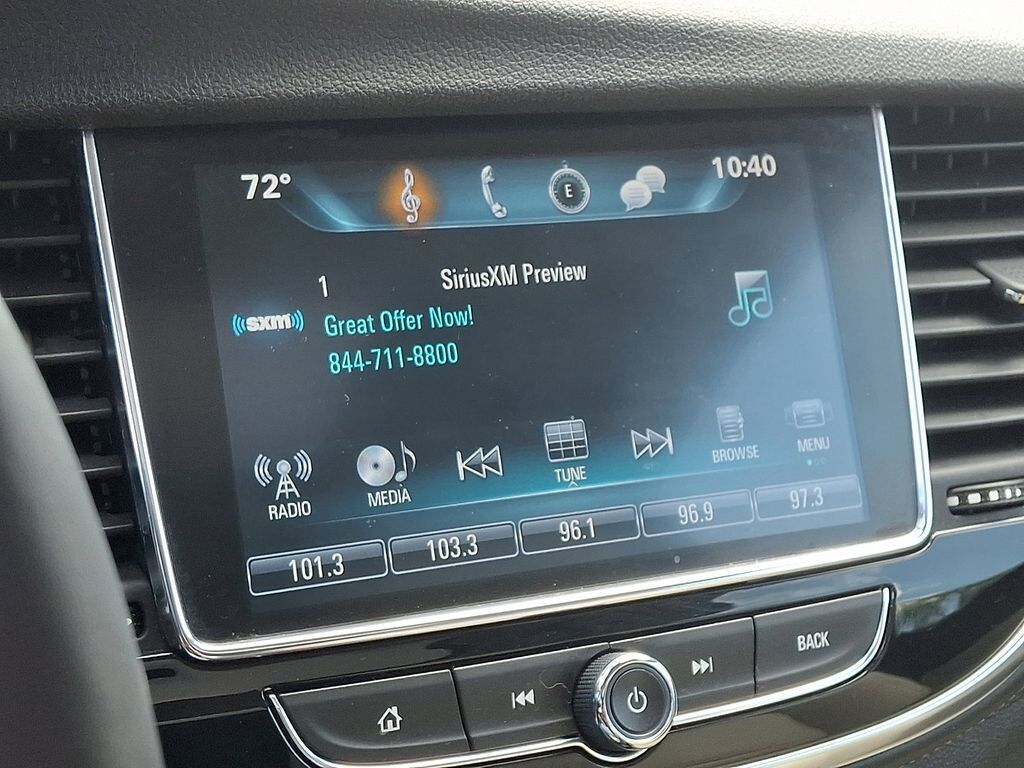 72° E 10:40
1 SiriusXM Preview
((sxm)) Great Offer Now!
844-711-8800
RADIO MEDIA TUNE BROWSE MENU
101.3 103.3 96.1 96.9 97.3
BACK